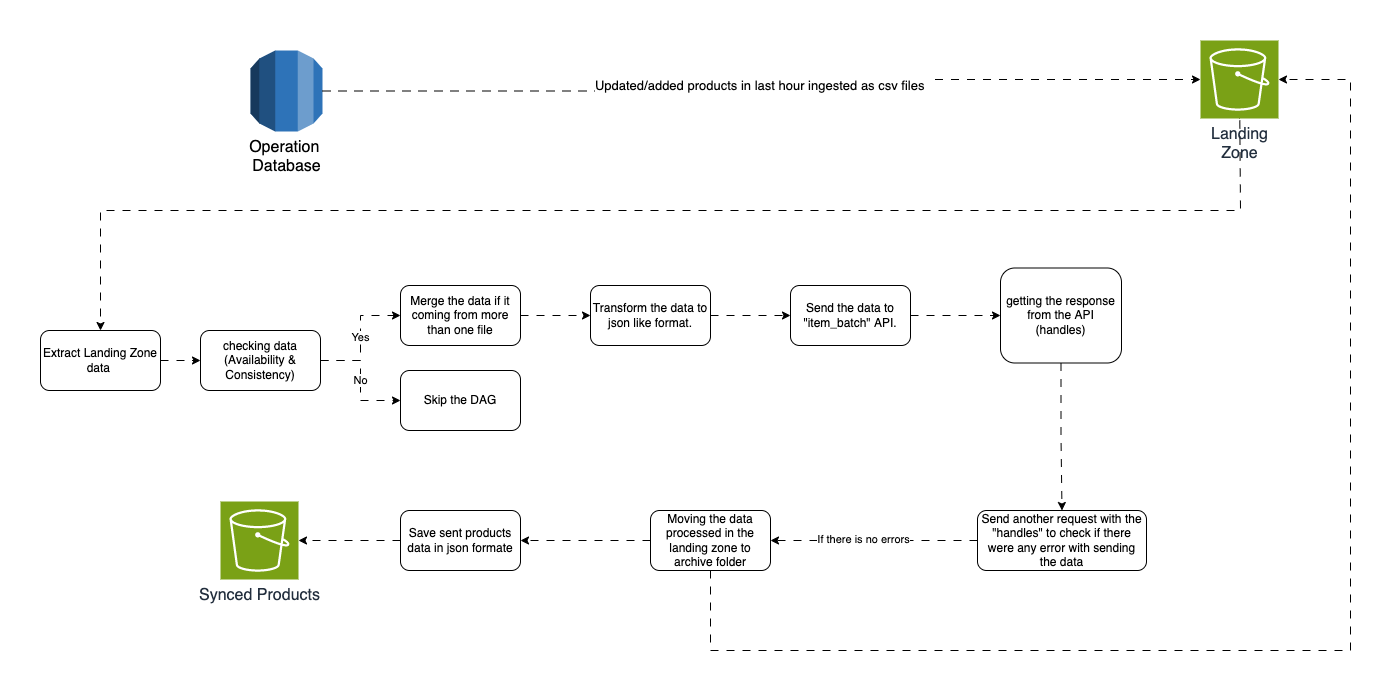 Updated/added products in last hour ingested as csv files
Operation
Database
Landing
Zone
Extract Landing Zone
data
checking data
(Availability &
Consistency)
Yes
No
Merge the data if it
coming from more
than one file
Skip the DAG
Transform the data to
json like format.
Send the data to
"item_batch" API.
getting the response
from the API
(handles)
Send another request with the
"handles" to check if there
were any error with sending
the data
If there is no errors
Moving the data
processed in the
landing zone to
archive folder
Save sent products
data in json formate
Synced Products